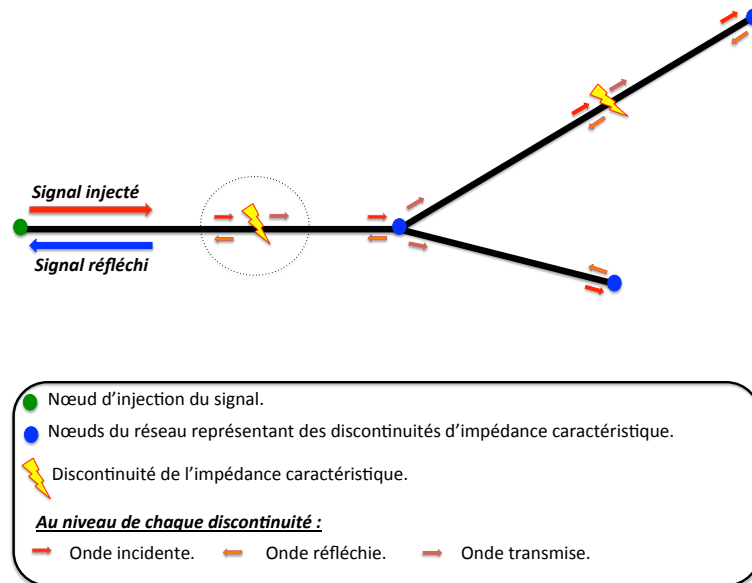 Signal injecté
Signal réfléchi
Nœud d’injection du signal.
Nœuds du réseau représentant des discontinuités d’impédance caractéristique.
Discontinuité de l’impédance caractéristique.
Au niveau de chaque discontinuité :
Onde incidente. Onde réfléchie. Onde transmise.